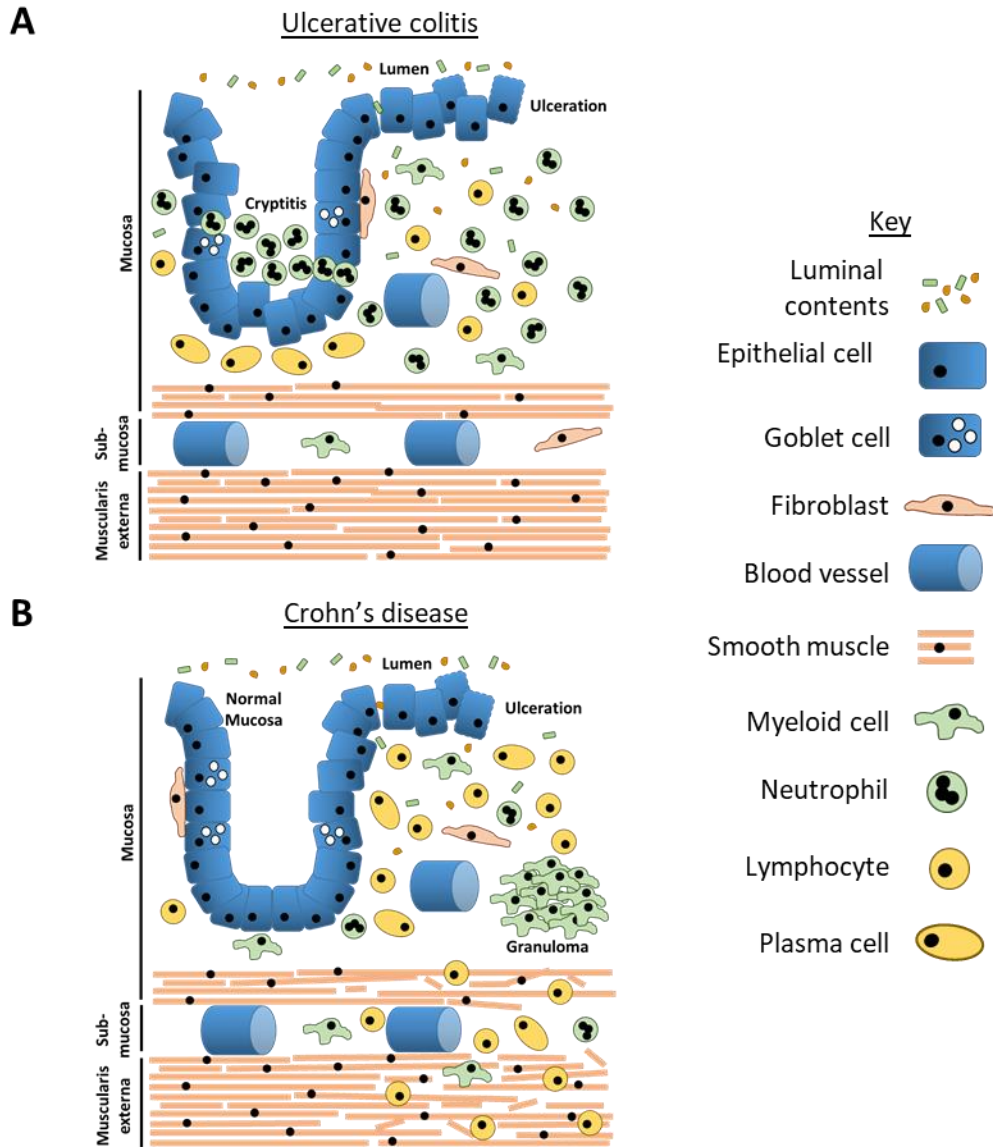 A
Ulcerative colitis
Lumen
Ulceration
Cryptitis
Mucosa
Sub-
mucosa
Muscularis
externa
B
Crohn's disease
Lumen
Normal
Mucosa
Ulceration
Granuloma
Mucosa
Sub-
mucosa
Muscularis
externa
Key
Luminal
contents
Epithelial cell
Goblet cell
Fibroblast
Blood vessel
Smooth muscle
Myeloid cell
Neutrophil
Lymphocyte
Plasma cell